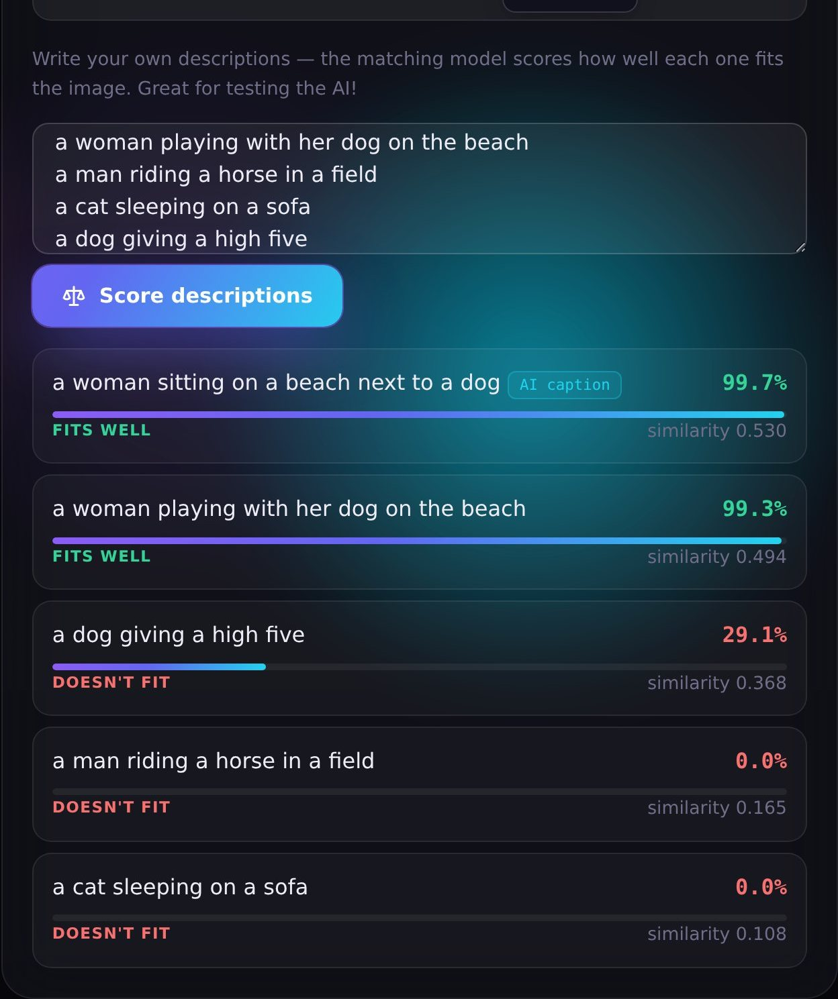 Write your own descriptions — the matching model scores how well each one fits
the image. Great for testing the AI!
a woman playing with her dog on the beach
a man riding a horse in a field
a cat sleeping on a sofa
a dog giving a high five
Score descriptions
a woman sitting on a beach next to a dog AI caption 99.7%
FITS WELL similarity 0.530
a woman playing with her dog on the beach 99.3%
FITS WELL similarity 0.494
a dog giving a high five 29.1%
DOESN'T FIT similarity 0.368
a man riding a horse in a field 0.0%
DOESN'T FIT similarity 0.165
a cat sleeping on a sofa 0.0%
DOESN'T FIT similarity 0.108